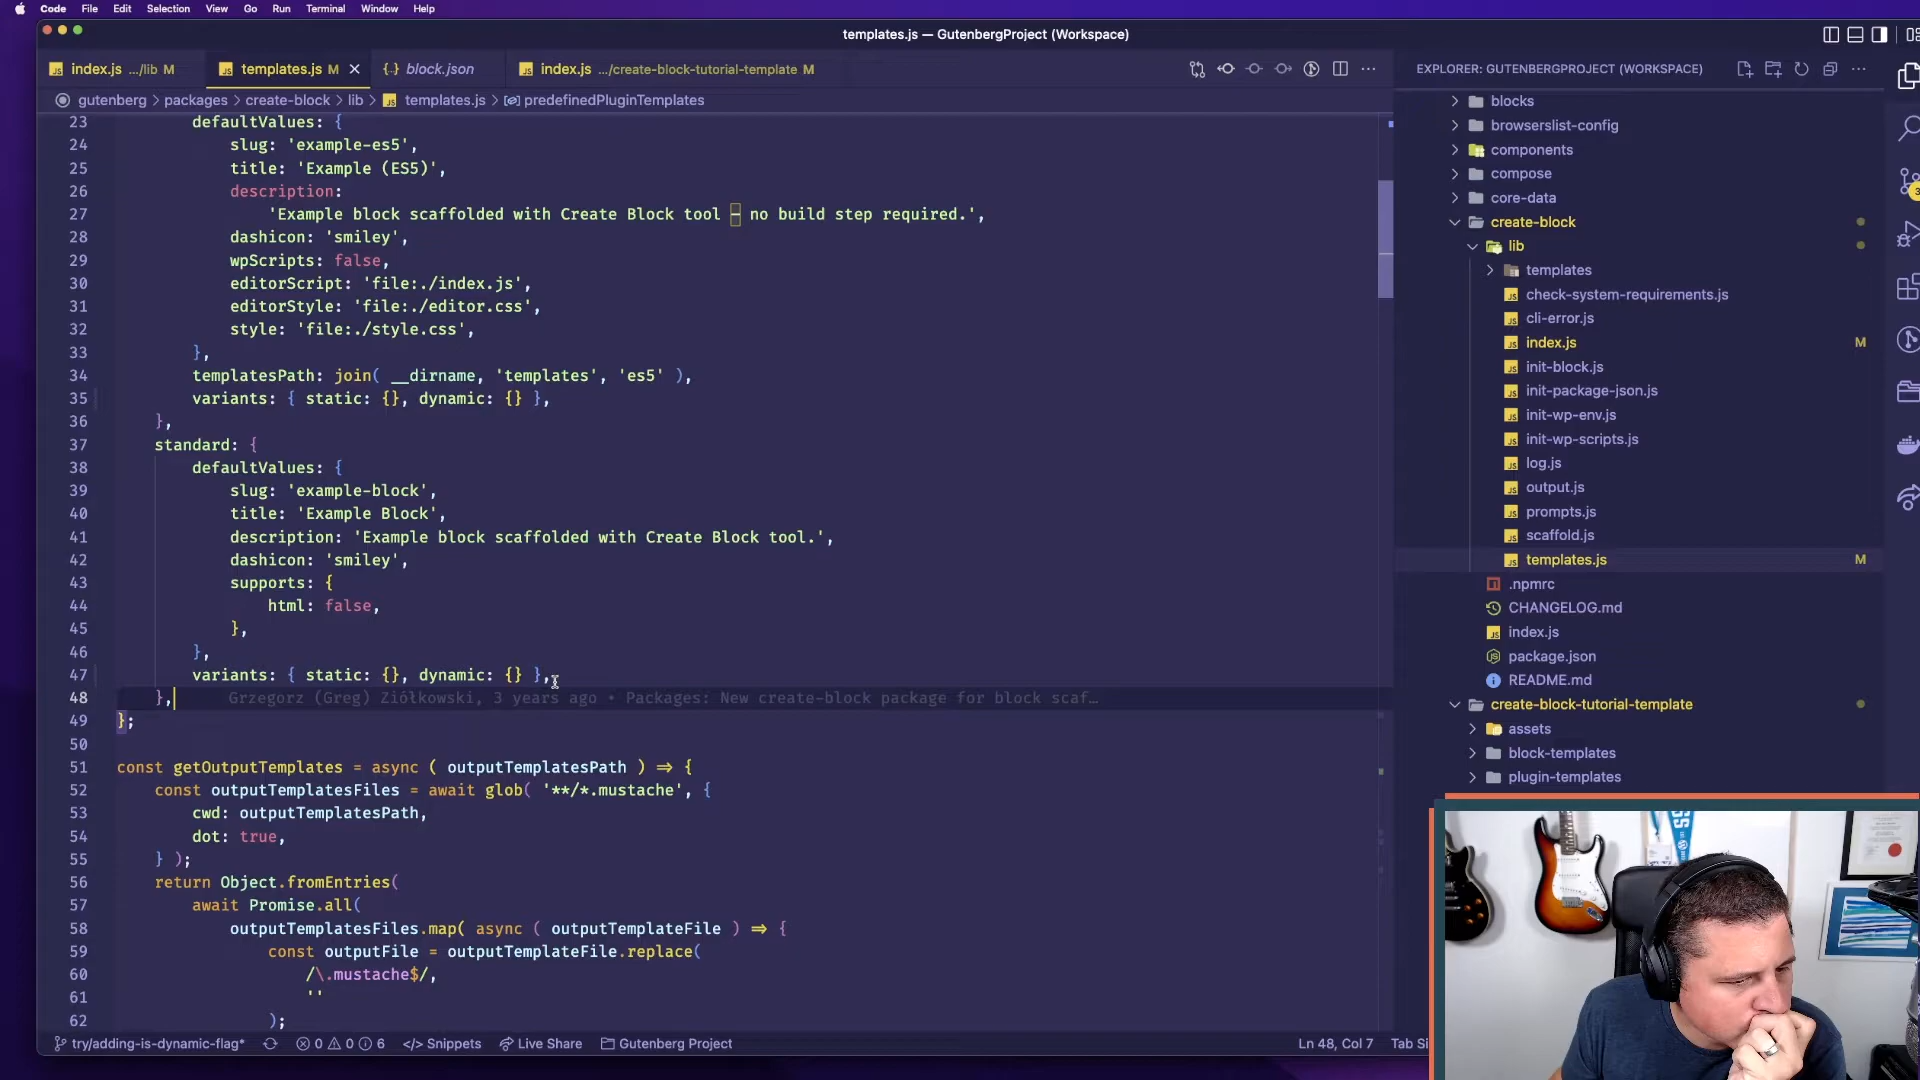 Code File Edit Selection View Go Run Terminal Window Help
templates.js — GutenbergProject (Workspace)
index.js .../lib M
templates.js M
block.json
index.js .../create-block-tutorial-template M
EXPLORER: GUTENBERGPROJECT (WORKSPACE)
gutenberg > packages > create-block > lib > templates.js > predefinedPluginTemplates
23 defaultValues: {
24 slug: 'example-es5',
25 title: 'Example (ES5)',
26 description:
27 'Example block scaffolded with Create Block tool – no build step required.',
28 dashicon: 'smiley',
29 wpScripts: false,
30 editorScript: 'file:./index.js',
31 editorStyle: 'file:./editor.css',
32 style: 'file:./style.css',
33 },
34 templatesPath: join( __dirname, 'templates', 'es5' ),
35 variants: { static: {}, dynamic: {} },
36 },
37 standard: {
38 defaultValues: {
39 slug: 'example-block',
40 title: 'Example Block',
41 description: 'Example block scaffolded with Create Block tool.',
42 dashicon: 'smiley',
43 supports: {
44 html: false,
45 },
46 },
47 variants: { static: {}, dynamic: {} },
48 }, Grzegorz (Greg) Ziółkowski, 3 years ago • Packages: New create-block package for block scaf…
49 };
50
51 const getOutputTemplates = async ( outputTemplatesPath ) => {
52 const outputTemplatesFiles = await glob( '**/*.mustache', {
53 cwd: outputTemplatesPath,
54 dot: true,
55 } );
56 return Object.fromEntries(
57 await Promise.all(
58 outputTemplatesFiles.map( async ( outputTemplateFile ) => {
59 const outputFile = outputTemplateFile.replace(
60 /\.mustache$/,
61 ''
62 );
blocks
browserslist-config
components
compose
core-data
create-block
lib
templates
check-system-requirements.js
cli-error.js
index.js M
init-block.js
init-package-json.js
init-wp-env.js
init-wp-scripts.js
log.js
output.js
prompts.js
scaffold.js
templates.js M
.npmrc
CHANGELOG.md
index.js
package.json
README.md
create-block-tutorial-template
assets
block-templates
plugin-templates
try/adding-is-dynamic-flag* 0 0 6 </> Snippets Live Share Gutenberg Project Ln 48, Col 7 Tab Si